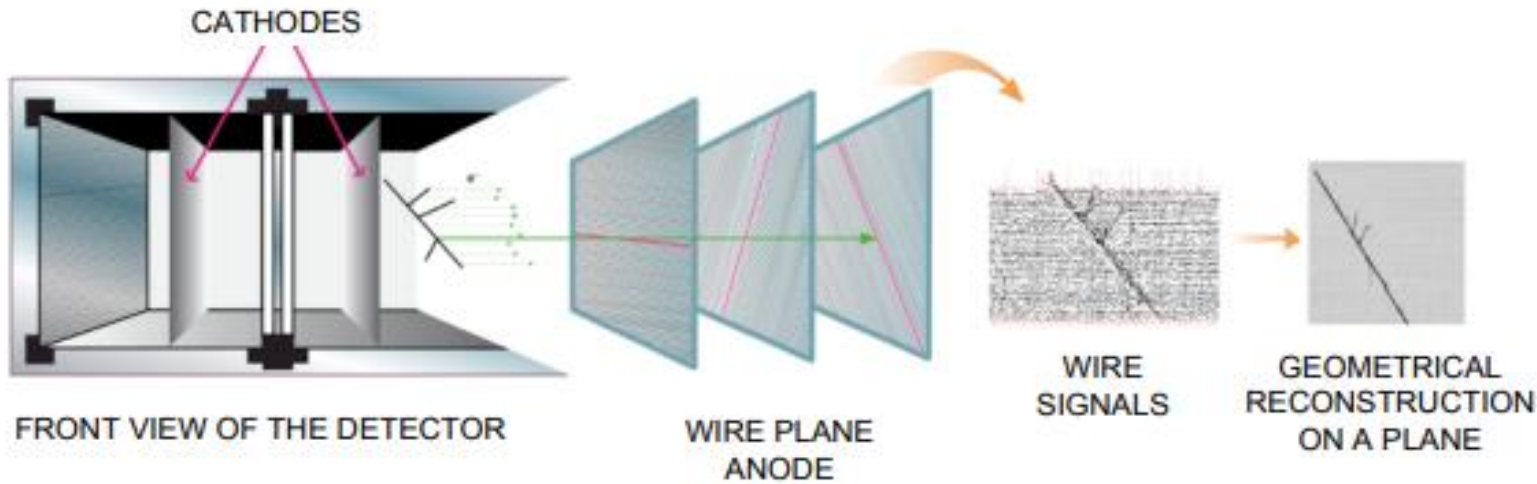 CATHODES
e⁻
FRONT VIEW OF THE DETECTOR
WIRE PLANE
ANODE
WIRE
SIGNALS
GEOMETRICAL
RECONSTRUCTION
ON A PLANE